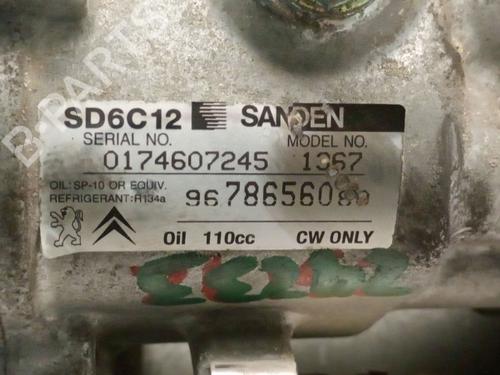 SD6C12 SANDEN
SERIAL NO. MODEL NO.
0174607245 1367
OIL: SP-10 OR EQUIV.
REFRIGERANT: R134a
9678656080
Oil 110cc CW ONLY
B-PARTS